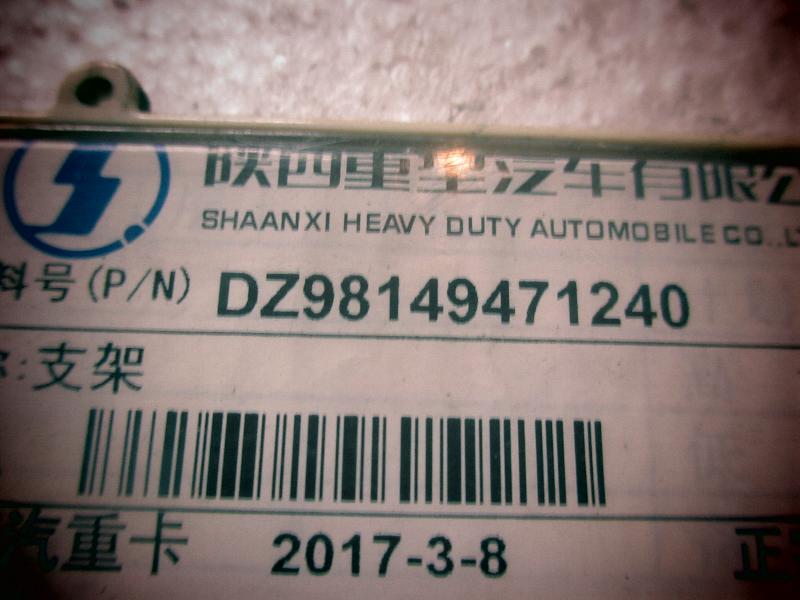 陕西重型汽车有限公
SHAANXI HEAVY DUTY AUTOMOBILE CO.,LT
料号(P/N) DZ98149471240
:支架
汽重卡 2017-3-8 正